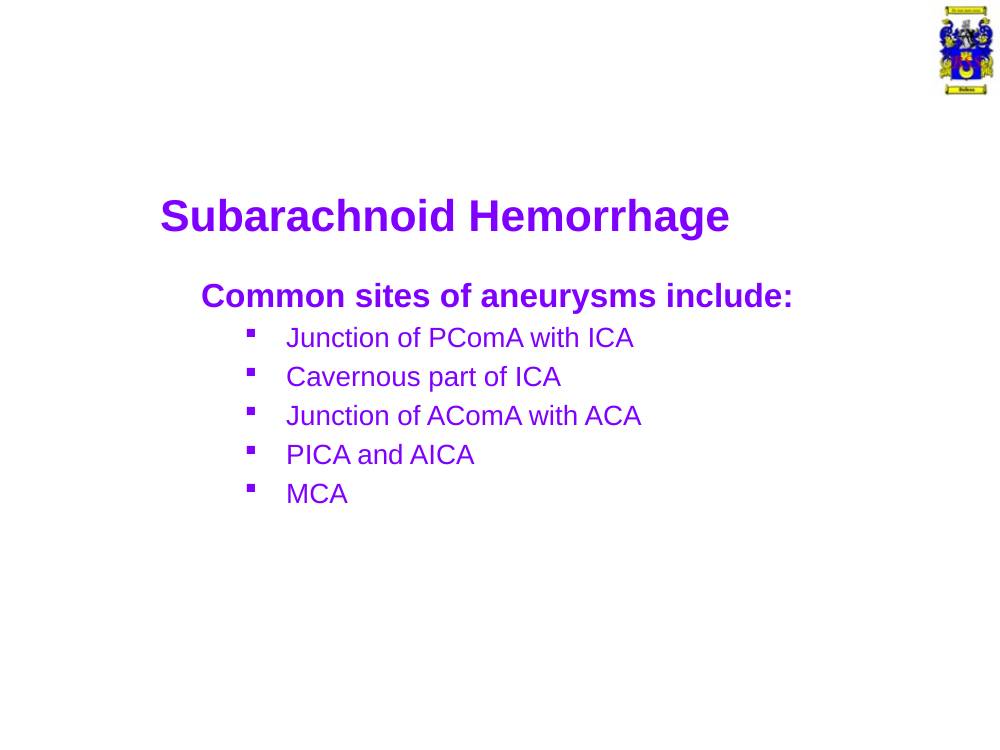 Subarachnoid Hemorrhage
Common sites of aneurysms include:
▪ Junction of PComA with ICA
▪ Cavernous part of ICA
▪ Junction of AComA with ACA
▪ PICA and AICA
▪ MCA